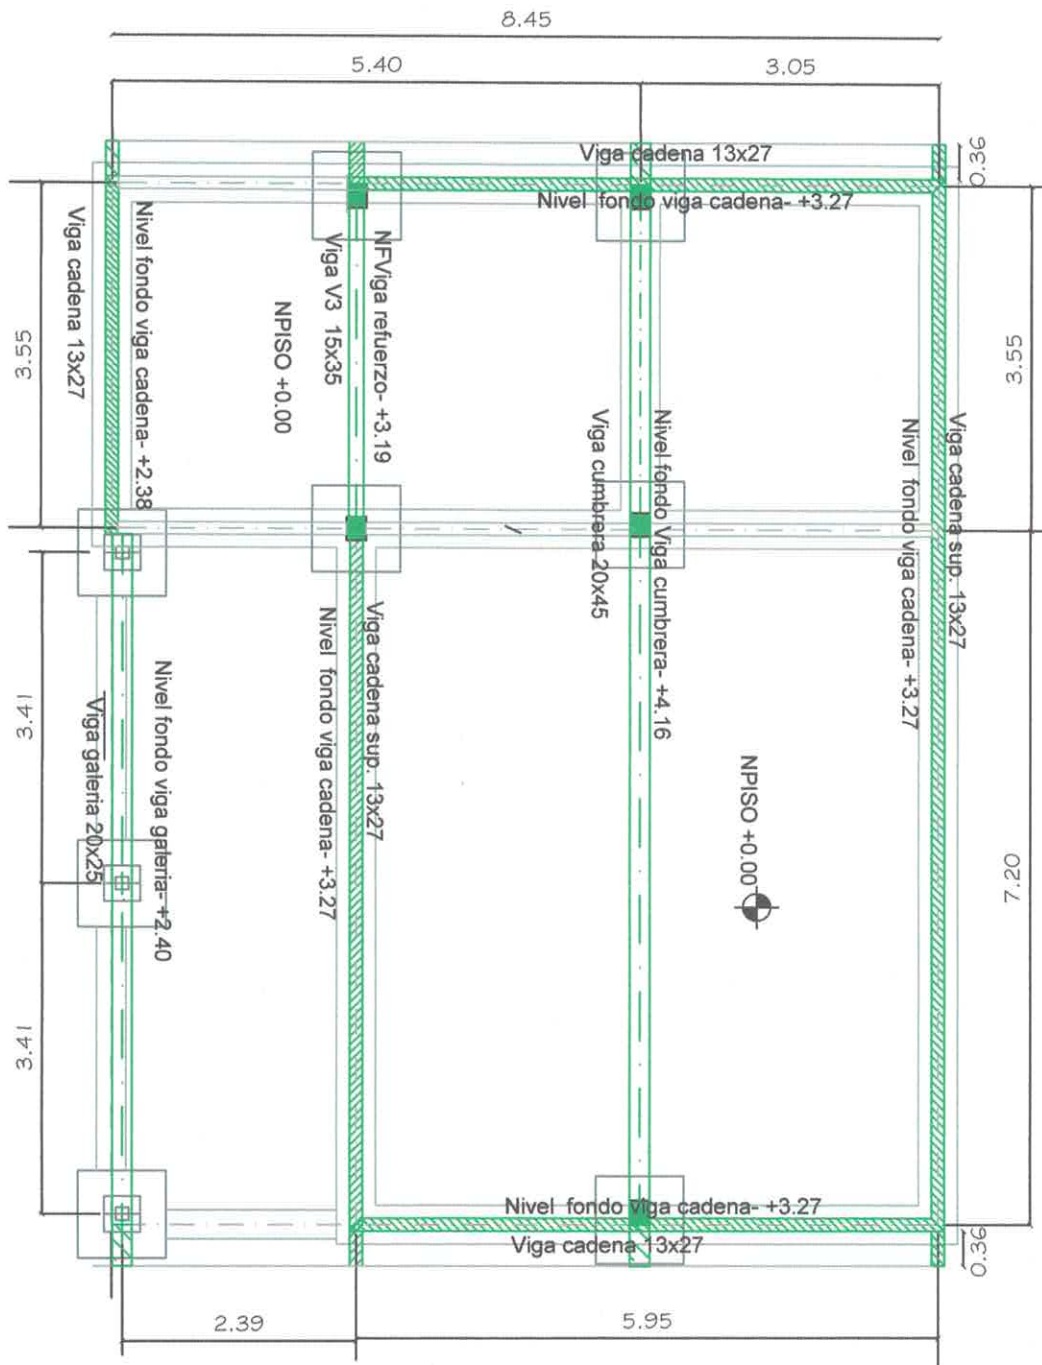 8.45
5.40
3.05
Viga cadena 13x27
0.36
Nivel fondo viga cadena- +3.27
Viga cadena 13x27
Nivel fondo viga cadena- +2.38
3.55
NPISO +0.00
Viga V3 15x35
NFViga refuerzo- +3.19
Viga cumbrera 20x45
Nivel fondo Viga cumbrera- +4.16
Nivel fondo viga cadena- +3.27
Viga cadena sup. 13x27
3.55
3.41
Viga galeria 20x25
Nivel fondo viga galeria- +2.40
Nivel fondo viga cadena- +3.27
Viga cadena sup. 13x27
NPISO +0.00
7.20
3.41
Nivel fondo viga cadena- +3.27
Viga cadena 13x27
0.36
2.39
5.95